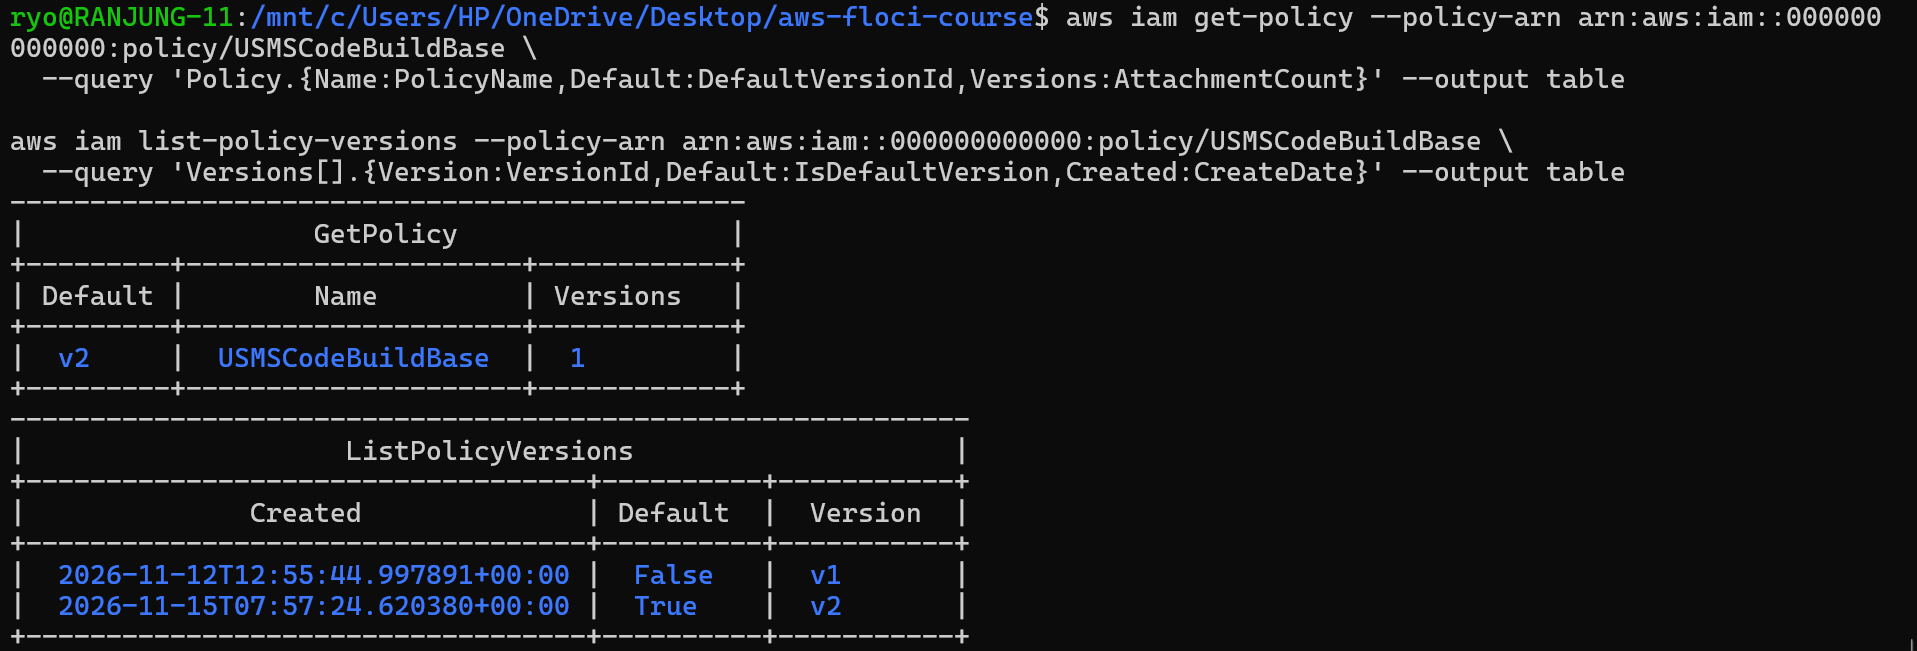 ryo@RANJUNG-11:/mnt/c/Users/HP/OneDrive/Desktop/aws-floci-course$ aws iam get-policy --policy-arn arn:aws:iam::000000
000000:policy/USMSCodeBuildBase \
  --query 'Policy.{Name:PolicyName,Default:DefaultVersionId,Versions:AttachmentCount}' --output table

aws iam list-policy-versions --policy-arn arn:aws:iam::000000000000:policy/USMSCodeBuildBase \
  --query 'Versions[].{Version:VersionId,Default:IsDefaultVersion,Created:CreateDate}' --output table
----------------------------------------------
|                  GetPolicy                 |
+---------+---------------------+------------+
| Default |        Name         | Versions   |
+---------+---------------------+------------+
|  v2     |  USMSCodeBuildBase  |  1         |
+---------+---------------------+------------+
------------------------------------------------------------
|                    ListPolicyVersions                    |
+-----------------------------------+----------+-----------+
|              Created              | Default  |  Version  |
+-----------------------------------+----------+-----------+
|  2026-11-12T12:55:44.997891+00:00 |  False   |  v1       |
|  2026-11-15T07:57:24.620380+00:00 |  True    |  v2       |
+-----------------------------------+----------+-----------+